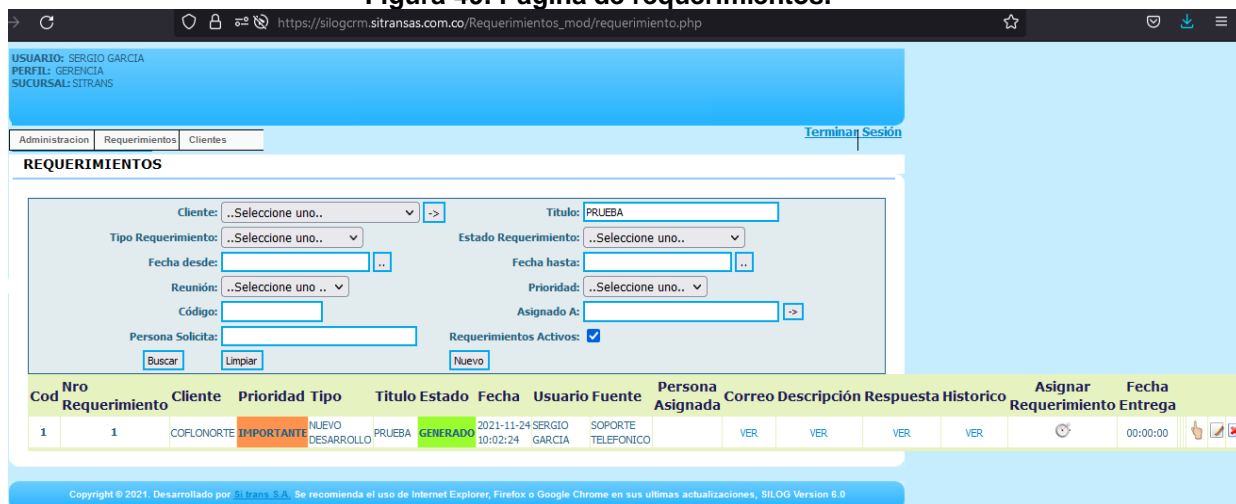 Figura 40. Página de requerimientos.
https://silogcrm.sitransas.com.co/Requerimientos_mod/requerimiento.php
USUARIO: SERGIO GARCIA
PERFIL: GERENCIA
SUCURSAL: SITRANS
Administracion Requerimientos Clientes
Terminar Sesión
REQUERIMIENTOS
Cliente: ..Seleccione uno.. -> Titulo: PRUEBA
Tipo Requerimiento: ..Seleccione uno.. Estado Requerimiento: ..Seleccione uno..
Fecha desde: .. Fecha hasta: ..
Reunión: ..Seleccione uno .. Prioridad: ..Seleccione uno..
Código: Asignado A: ->
Persona Solicita: Requerimientos Activos:
Buscar Limpiar Nuevo
Cod Nro Requerimiento Cliente Prioridad Tipo Titulo Estado Fecha Usuario Fuente Persona Asignada Correo Descripción Respuesta Historico Asignar Requerimiento Fecha Entrega
1 1 COFLONORTE IMPORTANTE NUEVO DESARROLLO PRUEBA GENERADO 2021-11-24 10:02:24 SERGIO GARCIA SOPORTE TELEFONICO VER VER VER VER 00:00:00
Copyright © 2021. Desarrollado por Si trans S.A. Se recomienda el uso de Internet Explorer, Firefox o Google Chrome en sus ultimas actualizaciones, SILOG Version 6.0